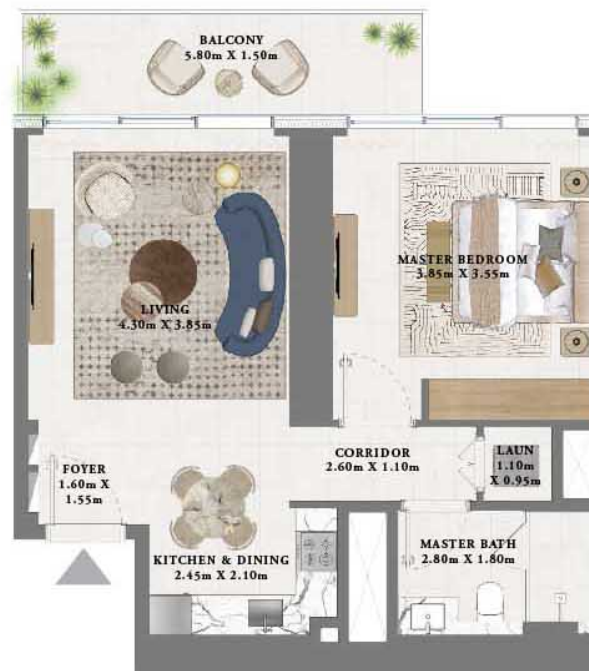 BALCONY
5.80m X 1.50m
MASTER BEDROOM
3.85m X 3.55m
LIVING
4.30m X 3.85m
CORRIDOR
2.60m X 1.10m
LAUN
1.10m
X 0.95m
FOYER
1.60m X
1.55m
KITCHEN & DINING
2.45m X 2.10m
MASTER BATH
2.80m X 1.80m